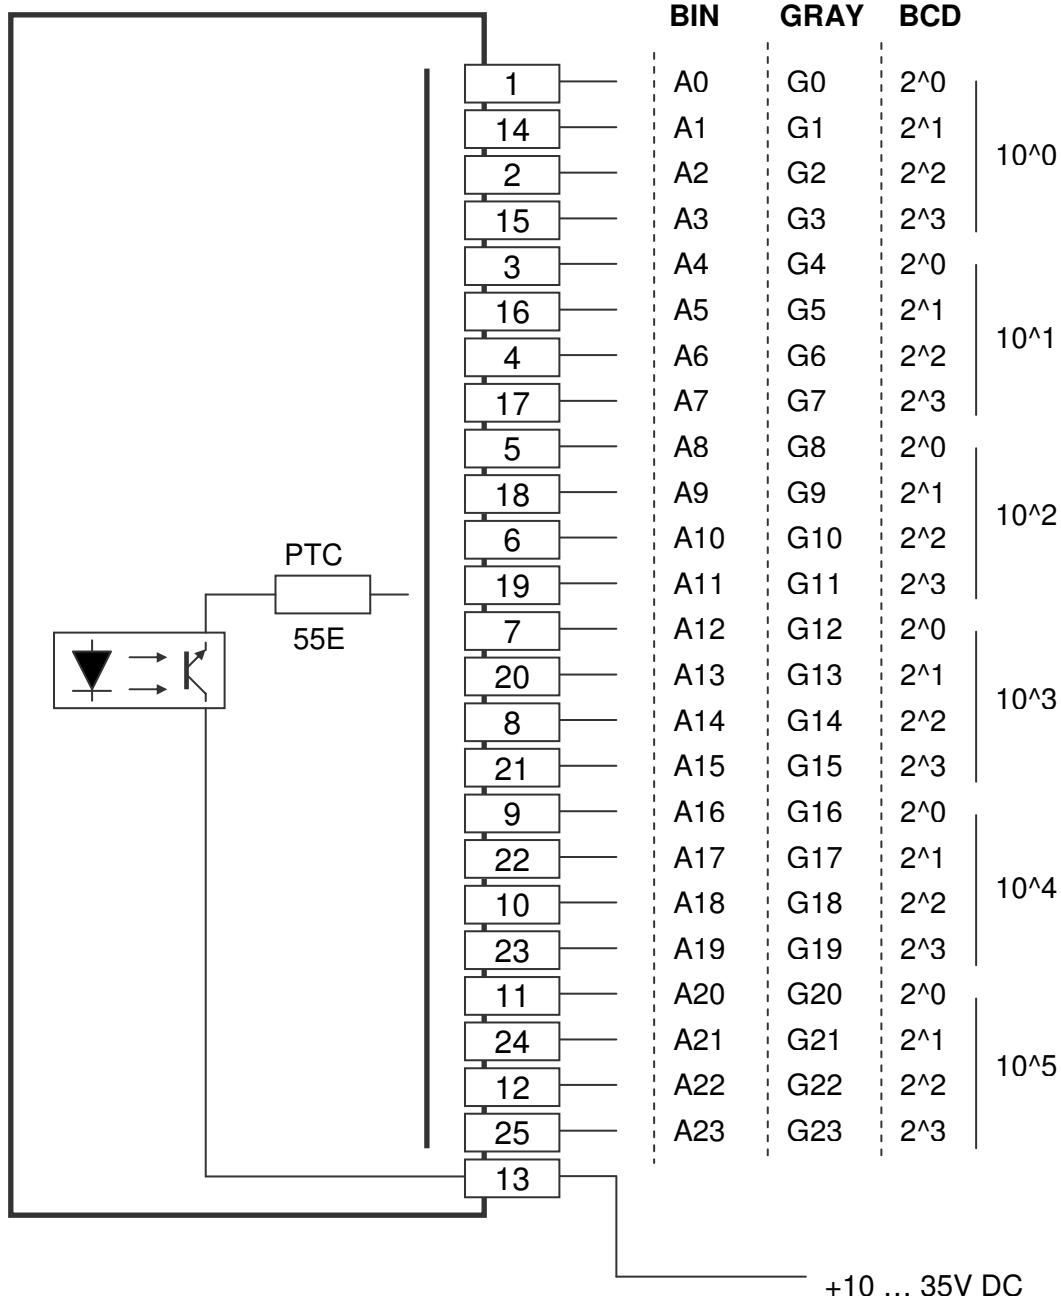 BIN GRAY BCD
1 A0 G0 2^0
14 A1 G1 2^1
10^0
2 A2 G2 2^2
15 A3 G3 2^3
3 A4 G4 2^0
16 A5 G5 2^1
10^1
4 A6 G6 2^2
17 A7 G7 2^3
5 A8 G8 2^0
18 A9 G9 2^1
10^2
6 A10 G10 2^2
PTC
19 A11 G11 2^3
7 A12 G12 2^0
55E
20 A13 G13 2^1
10^3
8 A14 G14 2^2
21 A15 G15 2^3
9 A16 G16 2^0
22 A17 G17 2^1
10^4
10 A18 G18 2^2
23 A19 G19 2^3
11 A20 G20 2^0
24 A21 G21 2^1
10^5
12 A22 G22 2^2
25 A23 G23 2^3
13
+10 … 35V DC